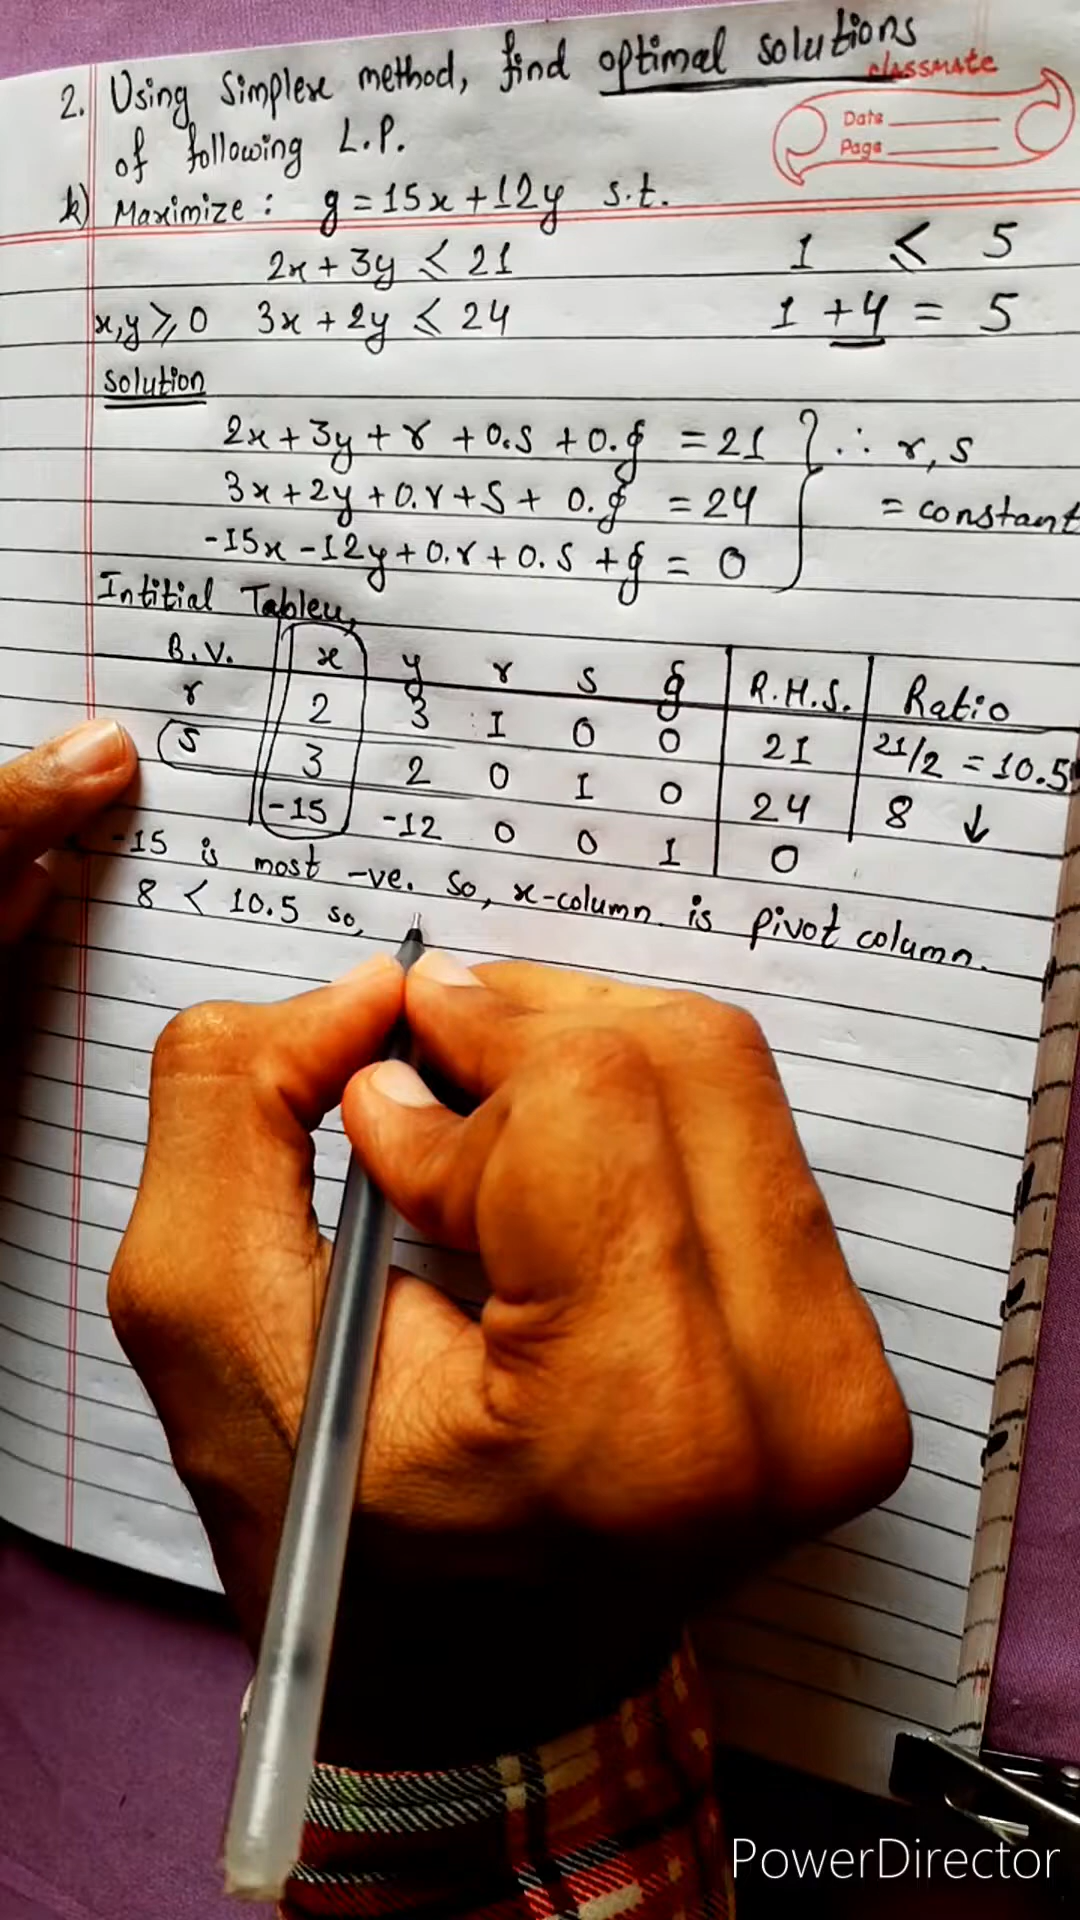 2. Using Simplex method, find optimal solutions
of following L.P.
classmate
Date
Page
k) Maximize: g = 15x + 12y s.t.
2x + 3y ≤ 21 1 ≤ 5
x,y ≥ 0 3x + 2y ≤ 24 1 + 4 = 5
Solution
2x + 3y + r + 0.s + 0.g = 21 } ∴ r, s
3x + 2y + 0.r + s + 0.g = 24 = constant
-15x - 12y + 0.r + 0.s + g = 0
Intitial Tableu,
B.V. x y r s g R.H.S. Ratio
r 2 3 1 0 0 21 21/2 = 10.5
s 3 2 0 1 0 24 8 ↓
-15 -12 0 0 1 0
-15 is most -ve. So, x-column is pivot column.
8 < 10.5 so,
PowerDirector